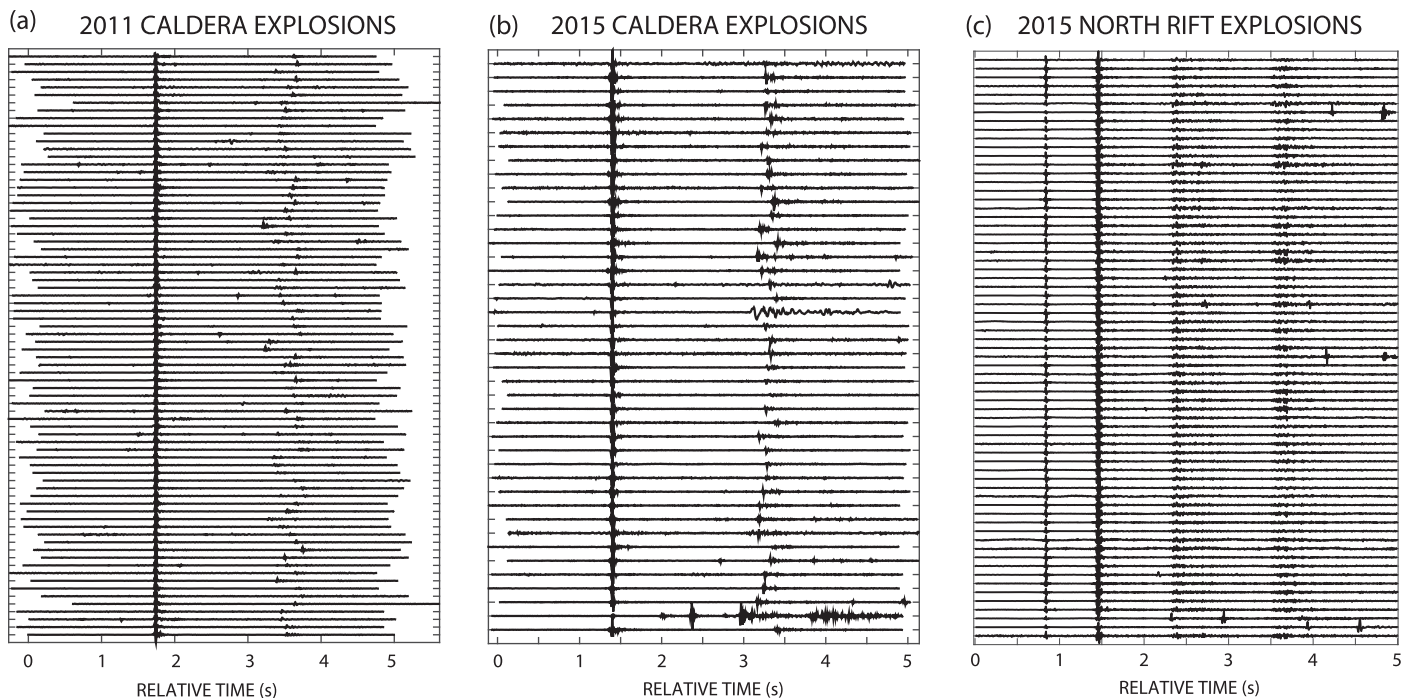 (a) 2011 CALDERA EXPLOSIONS
0 1 2 3 4 5
RELATIVE TIME (s)
(b) 2015 CALDERA EXPLOSIONS
0 1 2 3 4 5
RELATIVE TIME (s)
(c) 2015 NORTH RIFT EXPLOSIONS
0 1 2 3 4 5
RELATIVE TIME (s)